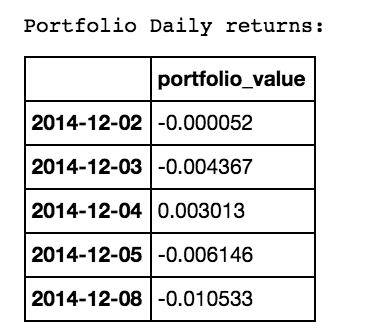 Portfolio Daily returns:
portfolio_value
2014-12-02 -0.000052
2014-12-03 -0.004367
2014-12-04 0.003013
2014-12-05 -0.006146
2014-12-08 -0.010533